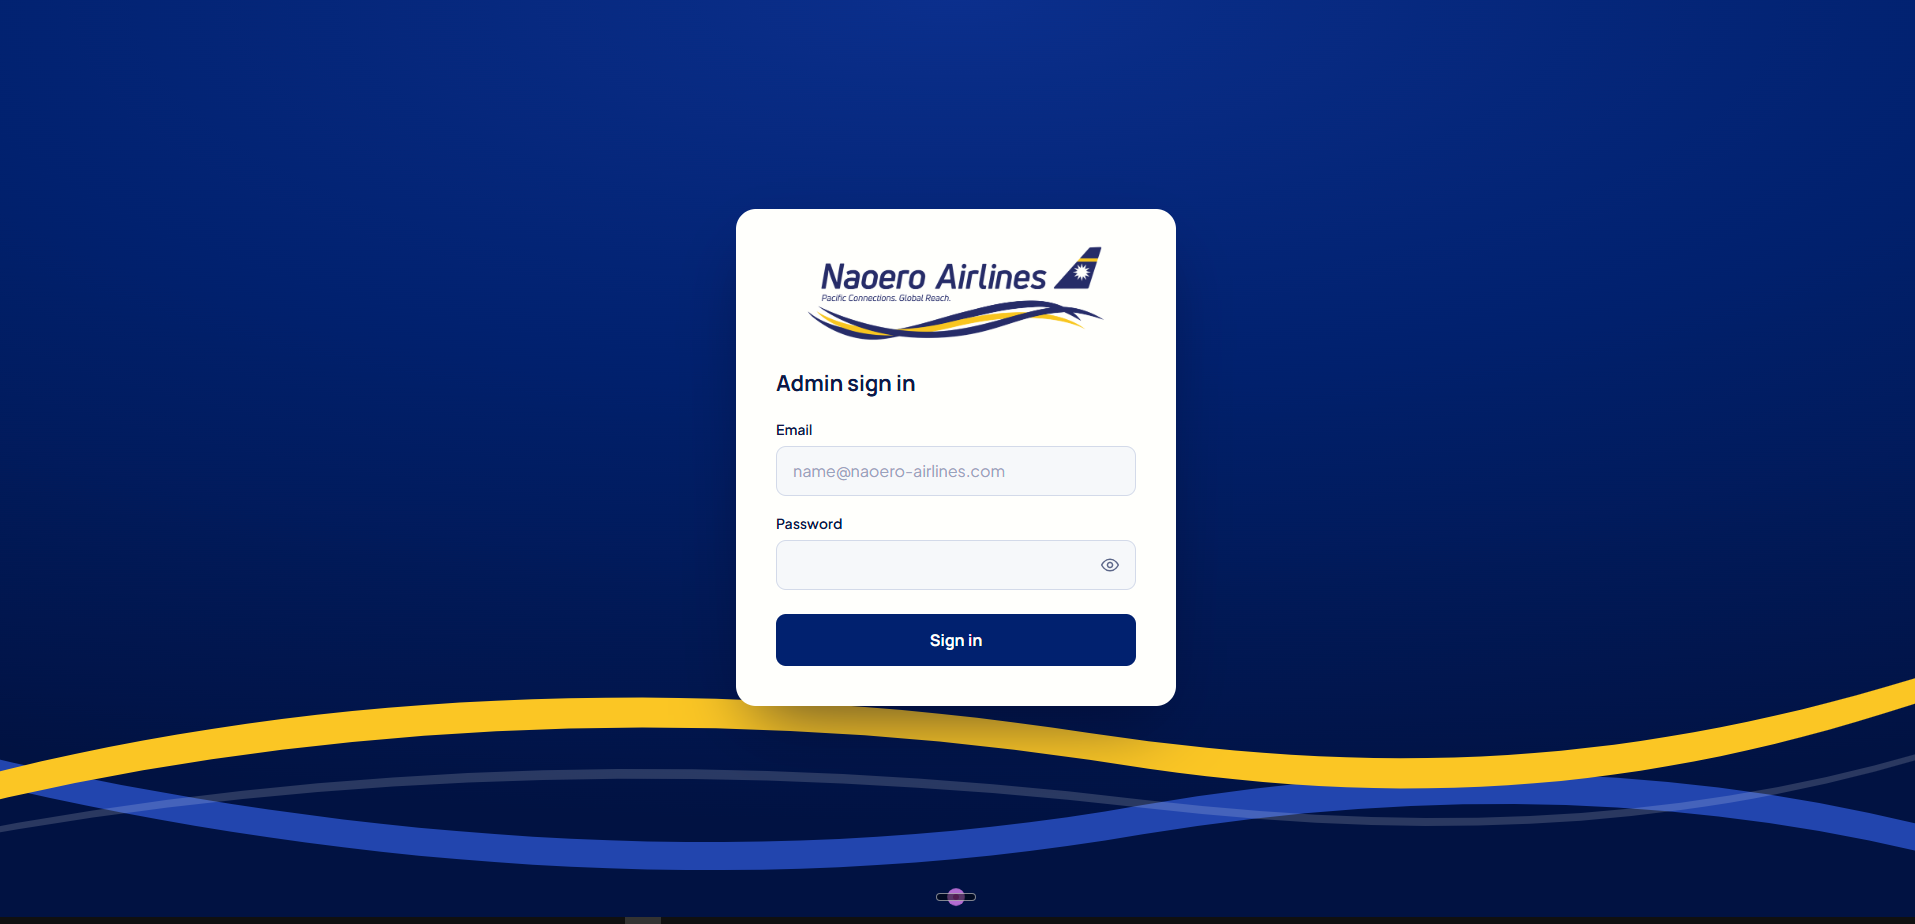 Naoero Airlines
Pacific Connections. Global Reach.
Admin sign in
Email
name@naoero-airlines.com
Password
Sign in